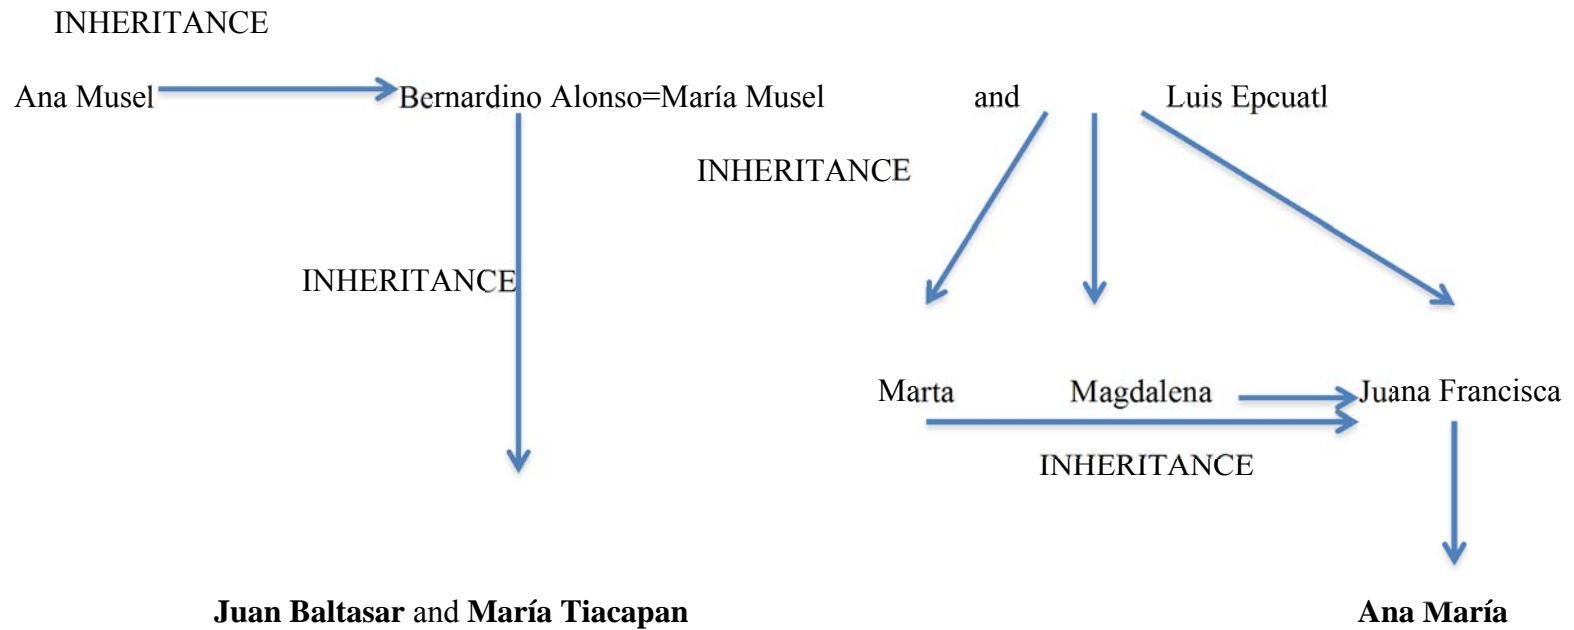 INHERITANCE
Ana Musel Bernardino Alonso=María Musel and Luis Epcuatl
INHERITANCE
INHERITANCE
Marta Magdalena Juana Francisca
INHERITANCE
Juan Baltasar and María Tiacapan Ana María